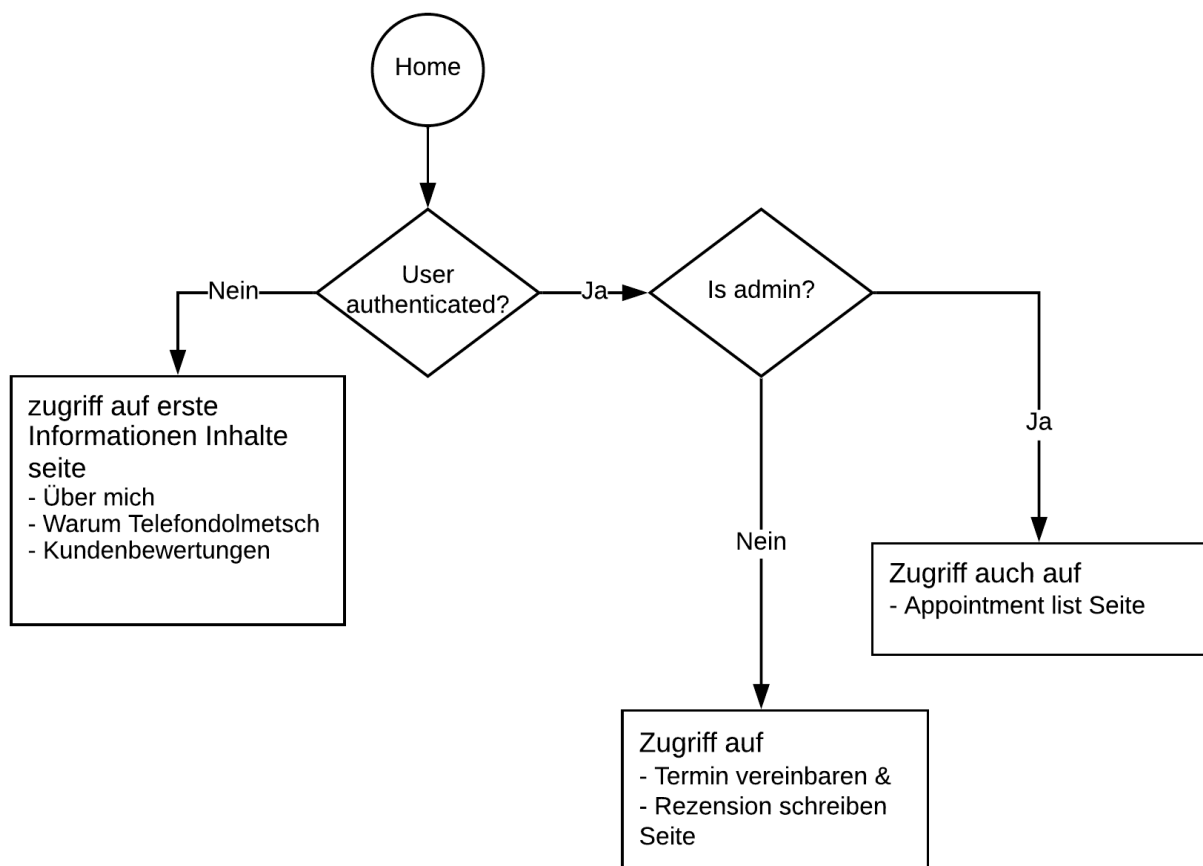 Home
User
authenticated?
Nein
Ja
Is admin?
Ja
Nein
zugriff auf erste
Informationen Inhalte
seite
- Über mich
- Warum Telefondolmetsch
- Kundenbewertungen
Zugriff auch auf
- Appointment list Seite
Zugriff auf
- Termin vereinbaren &
- Rezension schreiben
Seite